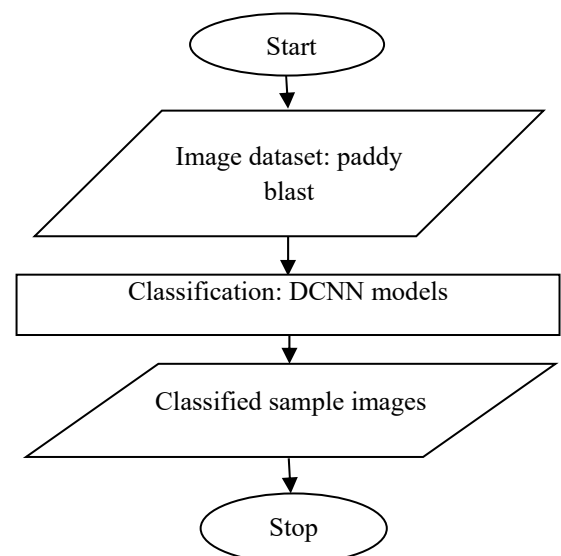 Start
Image dataset: paddy
blast
Classification: DCNN models
Classified sample images
Stop